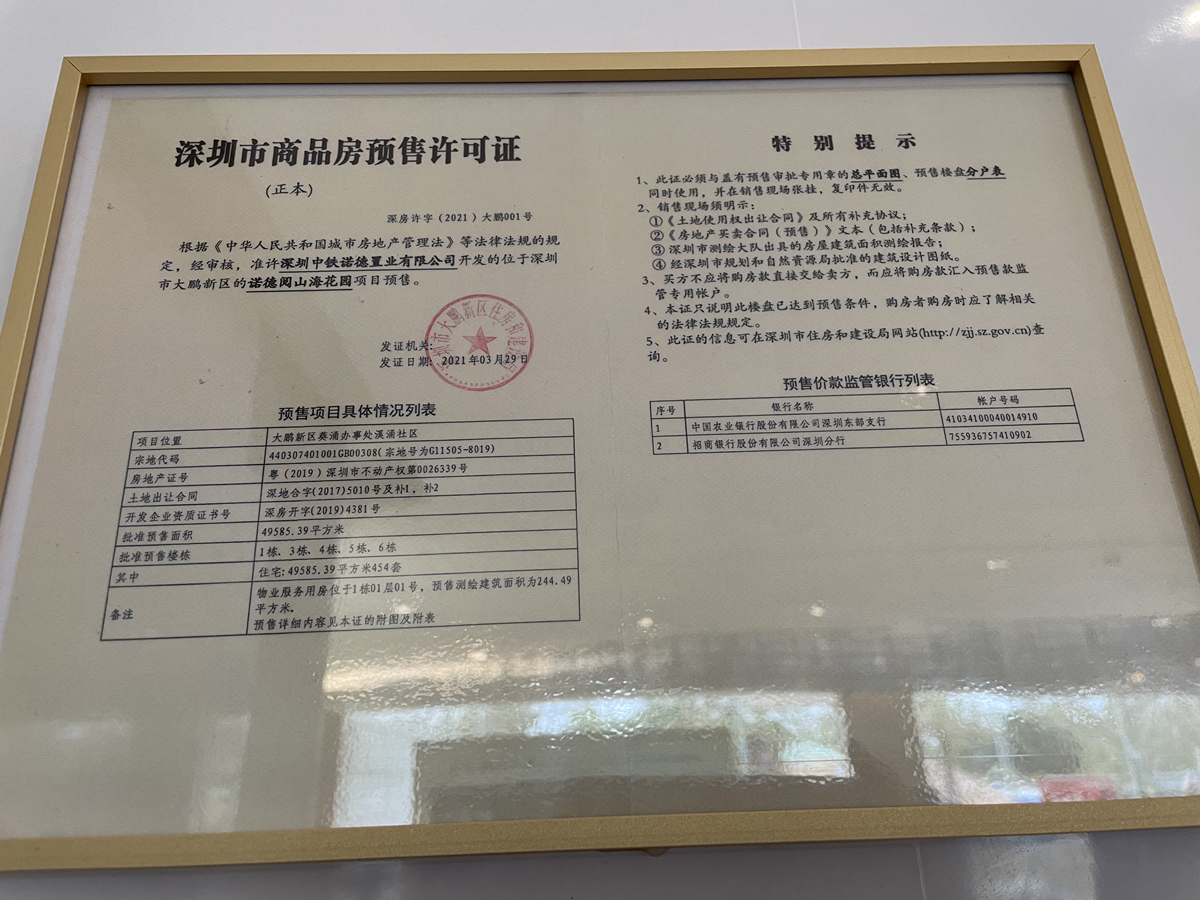 深圳市商品房预售许可证
(正本)
深房许字（2021）大鹏001号
根据《中华人民共和国城市房地产管理法》等法律法规的规
定，经审核，准许深圳中铁诺德置业有限公司开发的位于深圳
市大鹏新区的诺德阅山海花园项目预售。
发证机关:
发证日期: 2021年03月29日
深圳市大鹏新区住房和建设局
预售项目具体情况列表
项目位置 大鹏新区葵涌办事处溪涌社区
宗地代码 440307401001GB00308(宗地号为G11505-8019)
房地产证号 粤（2019）深圳市不动产权第0026339号
土地出让合同 深地合字(2017)5010号及补1，补2
开发企业资质证书号 深房开字(2019)4381号
批准预售面积 49585.39平方米
批准预售楼栋 1栋、3栋、4栋、5栋、6栋
其中 住宅:49585.39平方米454套
备注 物业服务用房位于1栋01层01号，预售测绘建筑面积为244.49
平方米。
预售详细内容见本证的附图及附表
特别提示
1、此证必须与盖有预售审批专用章的总平面图、预售楼盘分户表
同时使用，并在销售现场张挂，复印件无效。
2、销售现场须明示：
①《土地使用权出让合同》及所有补充协议；
②《房地产买卖合同（预售）》文本（包括补充条款）；
③深圳市测绘大队出具的房屋建筑面积测绘报告；
④经深圳市规划和自然资源局批准的建筑设计图纸。
3、买方不应将购房款直接交给卖方，而应将购房款汇入预售款监
管专用帐户。
4、本证只说明此楼盘已达到预售条件，购房者购房时应了解相关
的法律法规规定。
5、此证的信息可在深圳市住房和建设局网站(http://zjj.sz.gov.cn)查
询。
预售价款监管银行列表
序号 银行名称 帐户号码
1 中国农业银行股份有限公司深圳东部支行 41034100040014910
2 招商银行股份有限公司深圳分行 755936757410902